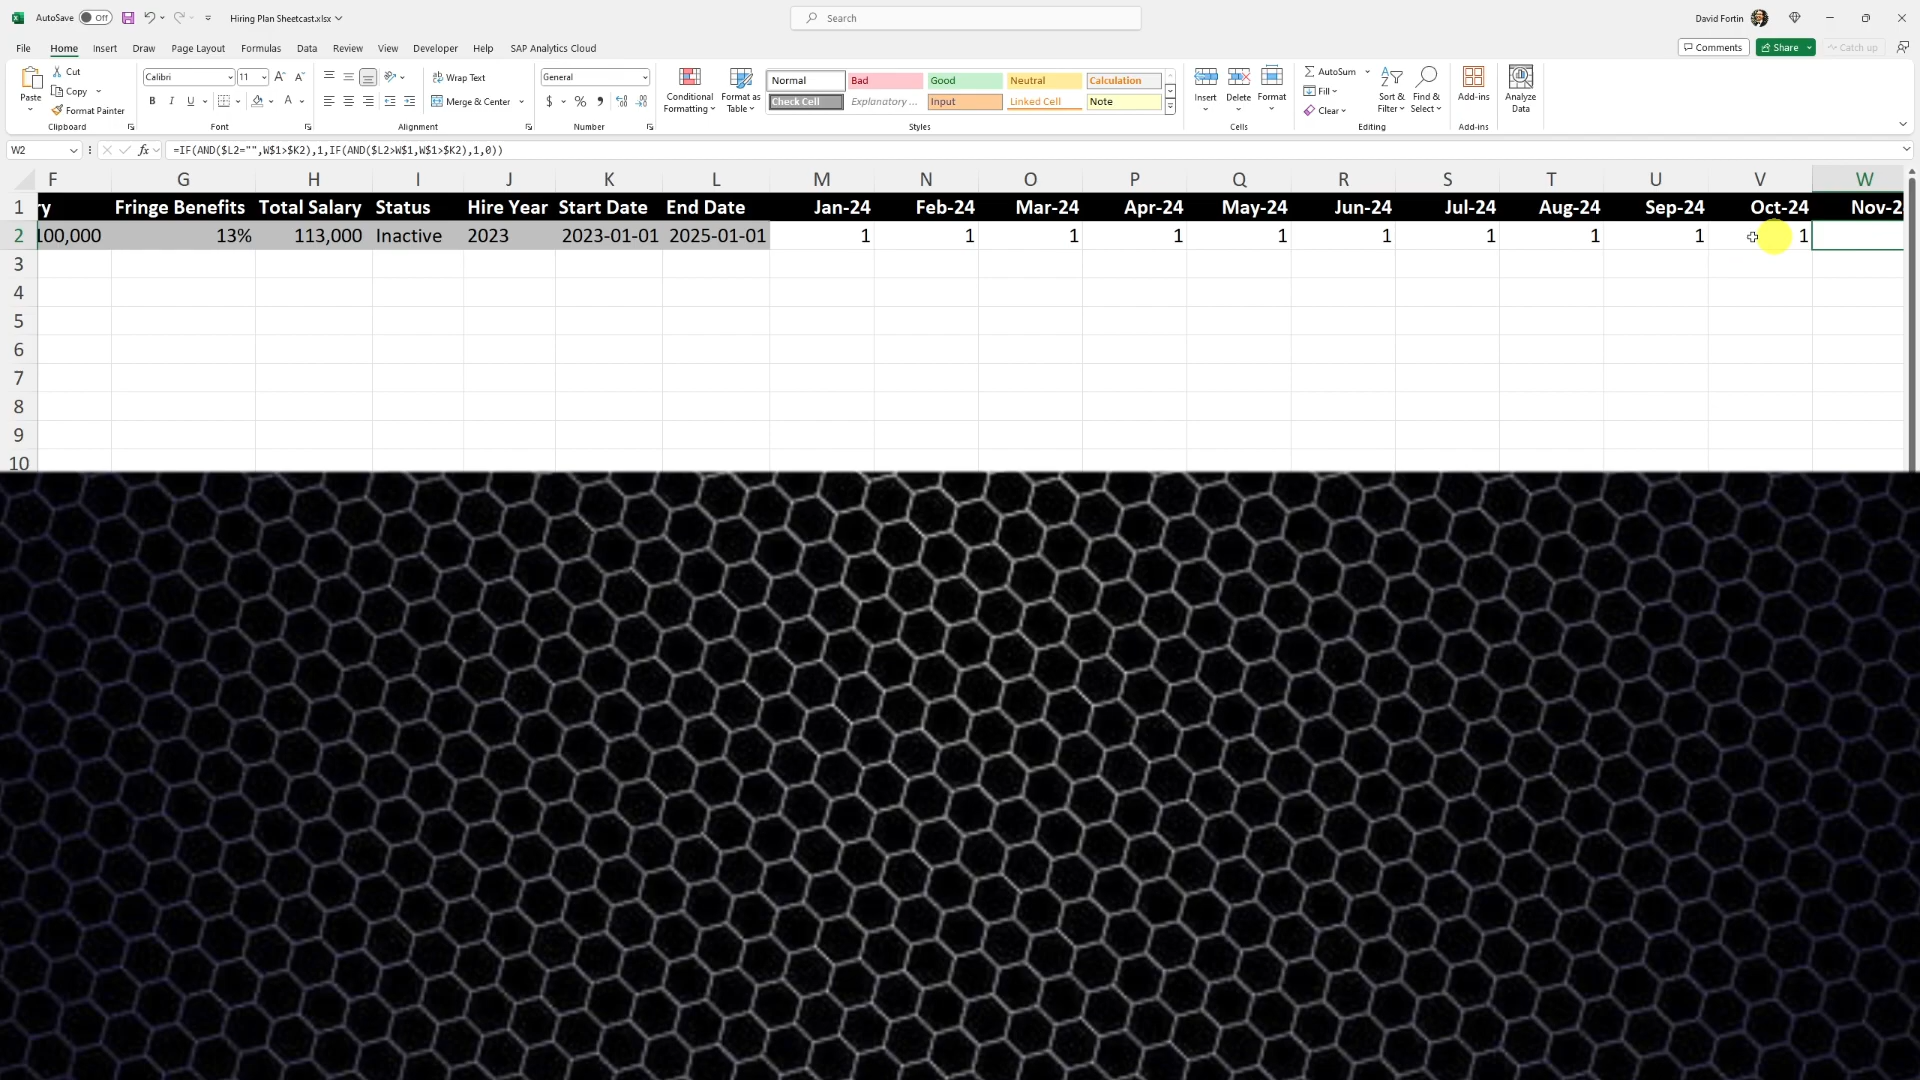 AutoSave Off Hiring Plan Sheetcast.xlsx Search David Fortin
File Home Insert Draw Page Layout Formulas Data Review View Developer Help SAP Analytics Cloud Comments Share Catch up
Paste Cut Copy Format Painter Clipboard
Calibri 11 A A B I U A Font
Wrap Text Merge & Center Alignment
General $ % 9 Number
Conditional Formatting Format as Table
Normal Bad Good Neutral Calculation
Check Cell Explanatory ... Input Linked Cell Note
Styles
Insert Delete Format Cells
AutoSum Fill Clear Sort & Filter Find & Select Editing
Add-ins Add-ins
Analyze Data
W2 fx =IF(AND($L2="",W$1>$K2),1,IF(AND($L2>W$1,W$1>$K2),1,0))
F G H I J K L M N O P Q R S T U V W
1 ry Fringe Benefits Total Salary Status Hire Year Start Date End Date Jan-24 Feb-24 Mar-24 Apr-24 May-24 Jun-24 Jul-24 Aug-24 Sep-24 Oct-24 Nov-2
2 100,000 13% 113,000 Inactive 2023 2023-01-01 2025-01-01 1 1 1 1 1 1 1 1 1 1
3
4
5
6
7
8
9
10